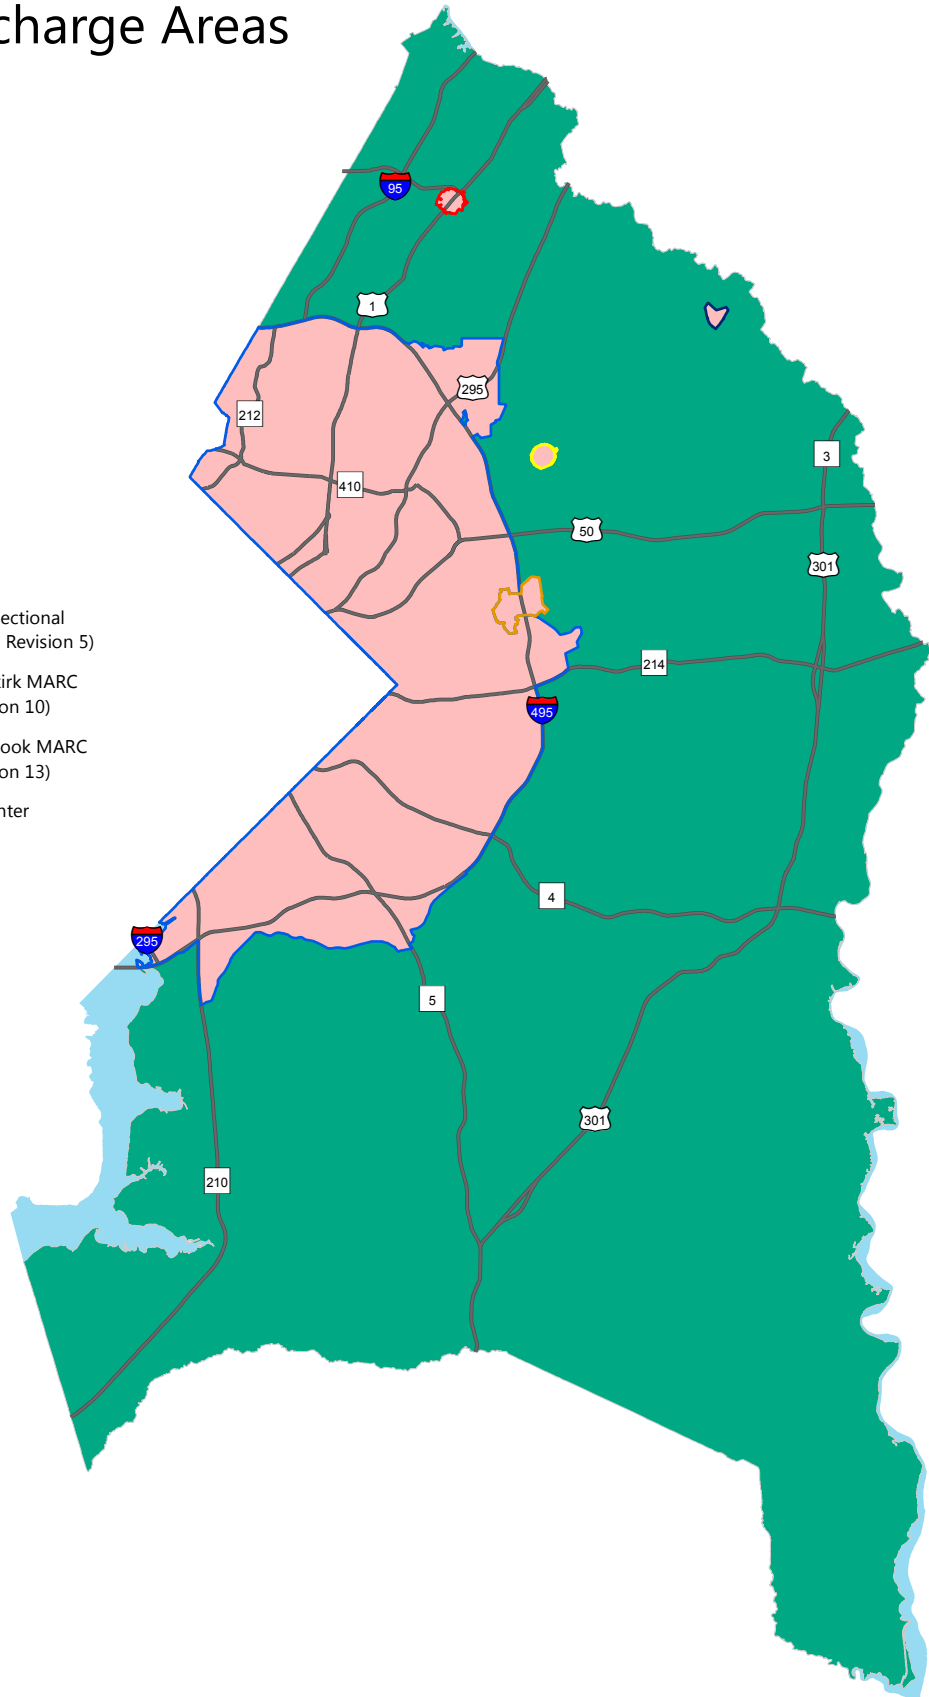 charge Areas
95
1
295
212
3
410
50
301
ectional
Revision 5)
214
irk MARC
on 10)
495
ook MARC
on 13)
nter
4
295
5
301
210